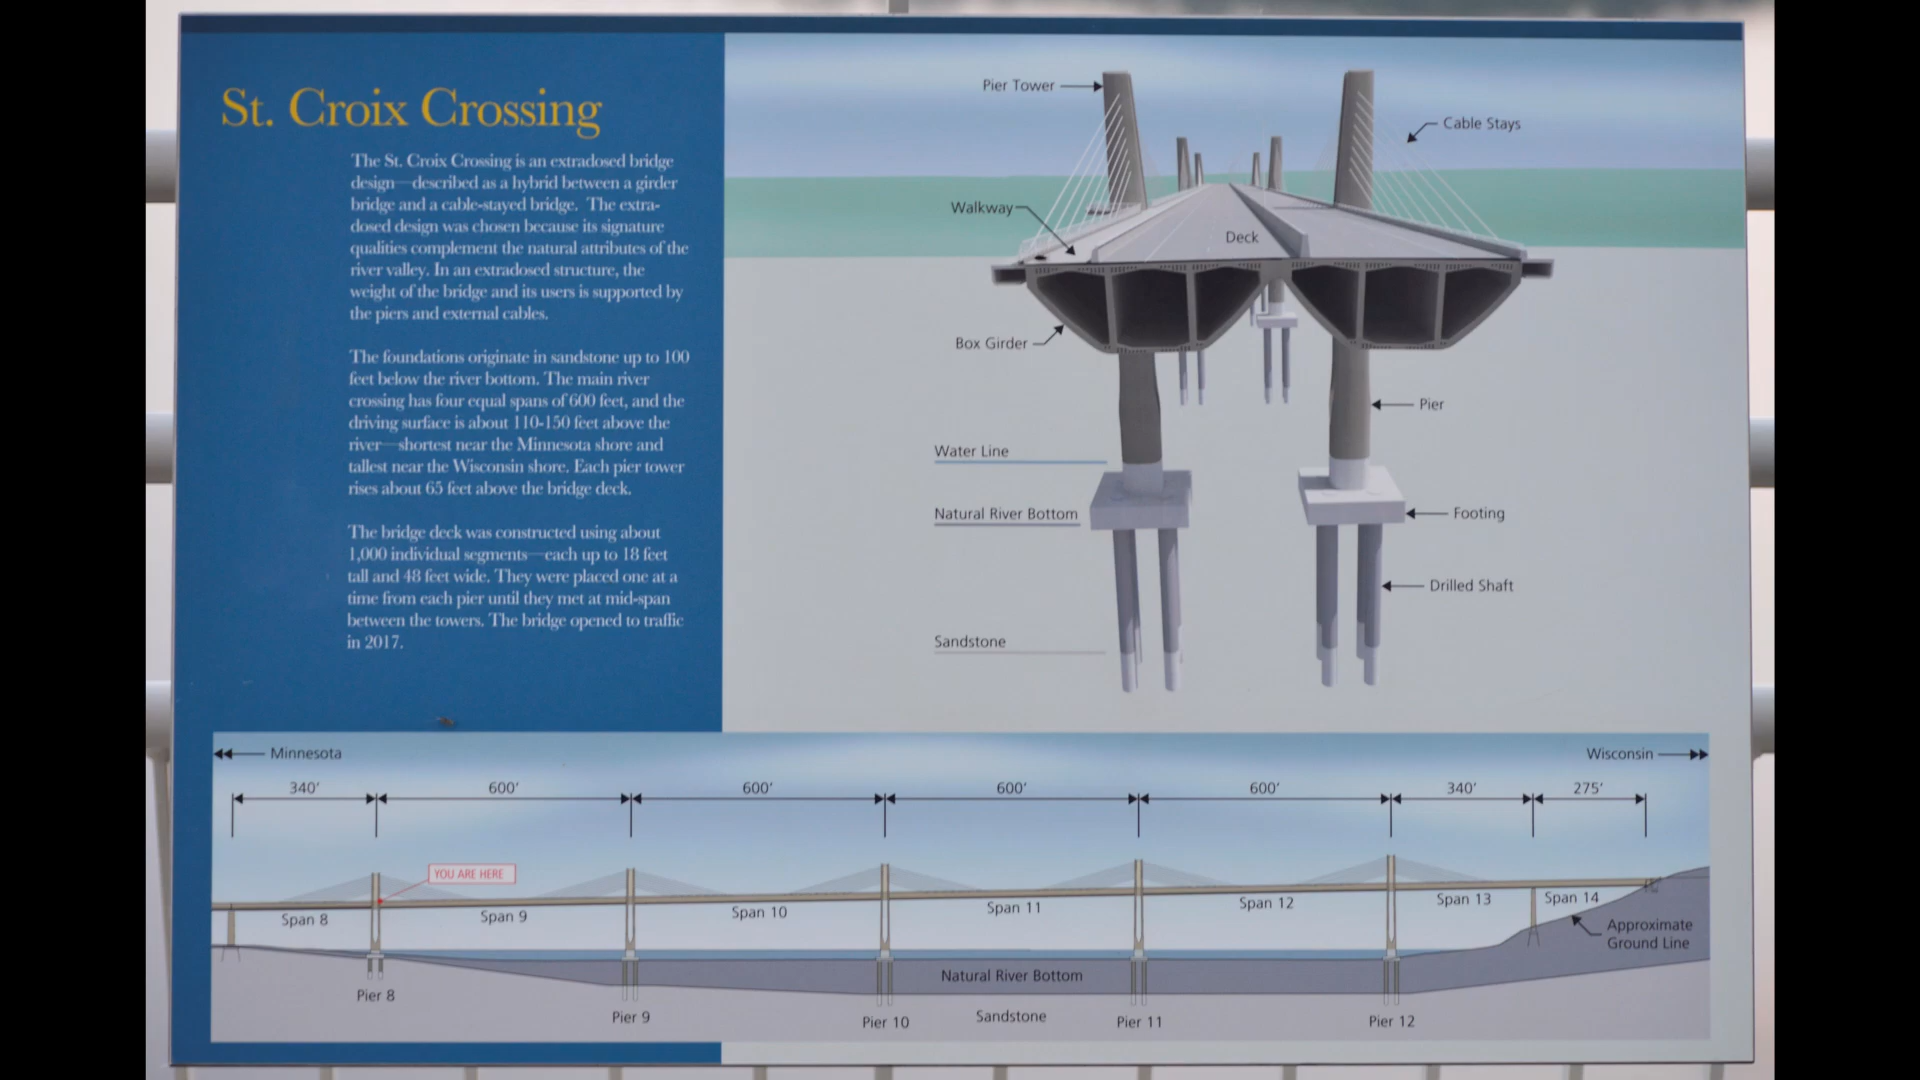 St. Croix Crossing
The St. Croix Crossing is an extradosed bridge
design—described as a hybrid between a girder
bridge and a cable-stayed bridge. The extra-
dosed design was chosen because its signature
qualities complement the natural attributes of the
river valley. In an extradosed structure, the
weight of the bridge and its users is supported by
the piers and external cables.
The foundations originate in sandstone up to 100
feet below the river bottom. The main river
crossing has four equal spans of 600 feet, and the
driving surface is about 110-150 feet above the
river—shortest near the Minnesota shore and
tallest near the Wisconsin shore. Each pier tower
rises about 65 feet above the bridge deck.
The bridge deck was constructed using about
1,000 individual segments—each up to 18 feet
tall and 48 feet wide. They were placed one at a
time from each pier until they met at mid-span
between the towers. The bridge opened to traffic
in 2017.
Pier Tower
Cable Stays
Walkway
Deck
Box Girder
Pier
Water Line
Natural River Bottom
Footing
Drilled Shaft
Sandstone
Minnesota
Wisconsin
340' 600' 600' 600' 600' 340' 275'
YOU ARE HERE
Span 8 Span 9 Span 10 Span 11 Span 12 Span 13 Span 14
Approximate
Ground Line
Natural River Bottom
Pier 8 Pier 9 Pier 10 Sandstone Pier 11 Pier 12